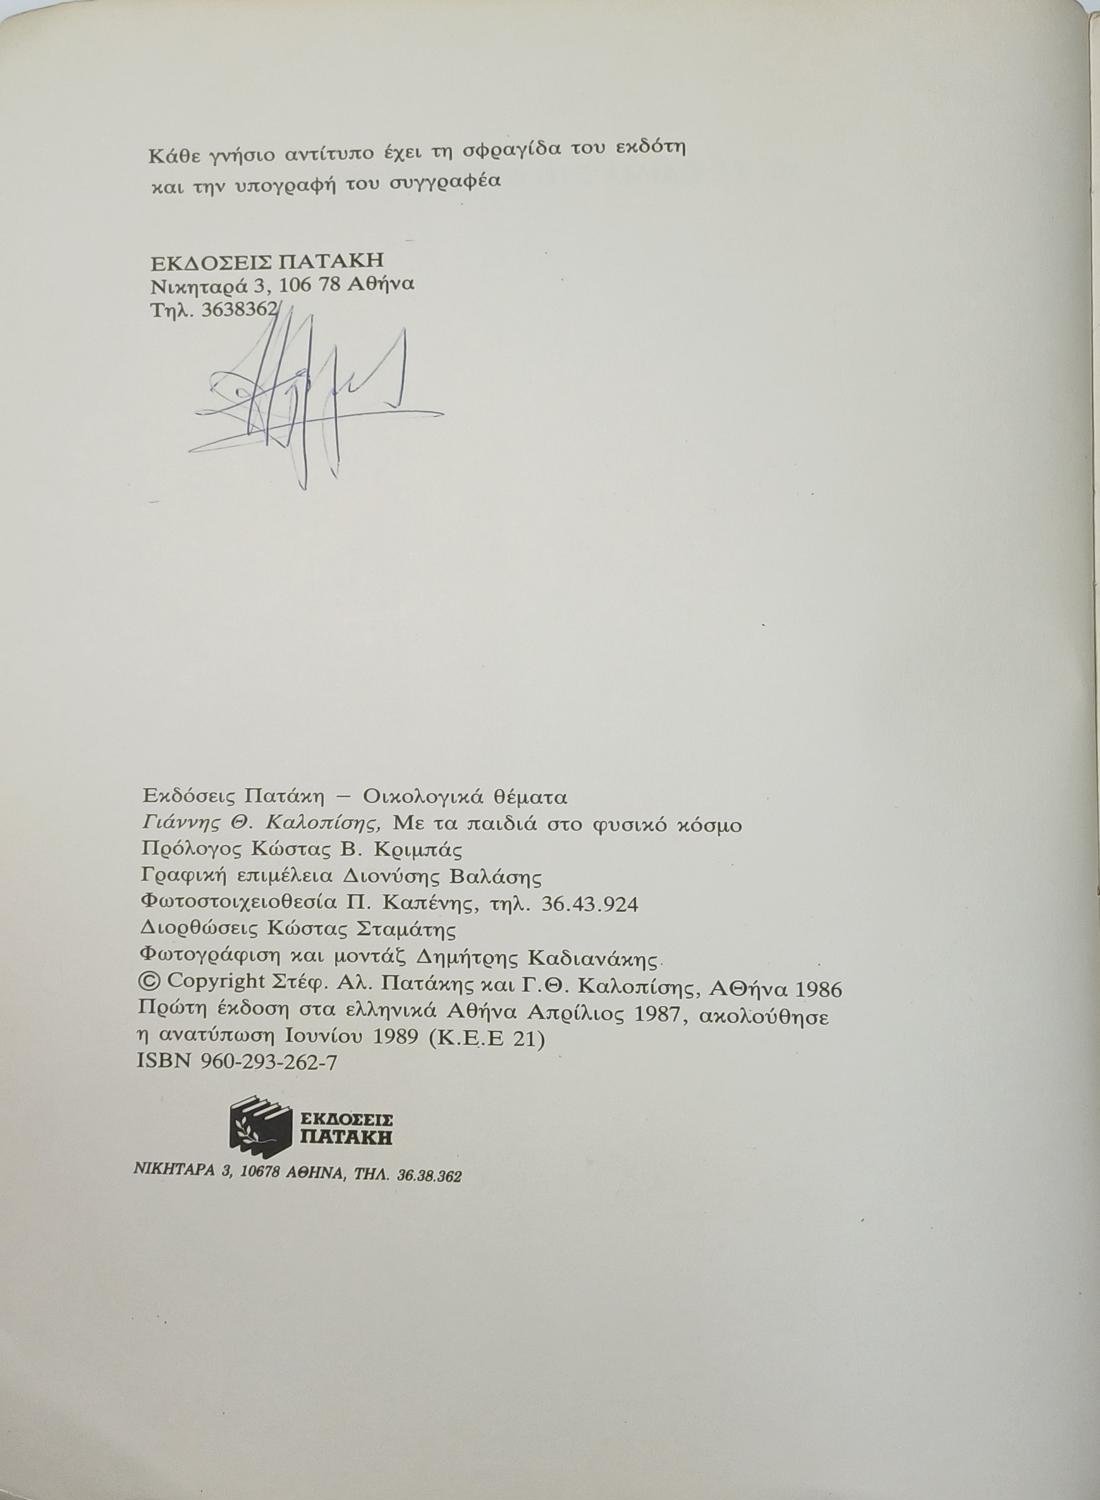 Κάθε γνήσιο αντίτυπο έχει τη σφραγίδα του εκδότη
και την υπογραφή του συγγραφέα
ΕΚΔΟΣΕΙΣ ΠΑΤΑΚΗ
Νικηταρά 3, 106 78 Αθήνα
Τηλ. 3638362
Εκδόσεις Πατάκη – Οικολογικά θέματα
Γιάννης Θ. Καλοπίσης, Με τα παιδιά στο φυσικό κόσμο
Πρόλογος Κώστας Β. Κριμπάς
Γραφική επιμέλεια Διονύσης Βαλάσης
Φωτοστοιχειοθεσία Π. Καπένης, τηλ. 36.43.924
Διορθώσεις Κώστας Σταμάτης
Φωτογράφιση και μοντάζ Δημήτρης Καδιανάκης.
© Copyright Στέφ. Αλ. Πατάκης και Γ.Θ. Καλοπίσης, ΑΘήνα 1986
Πρώτη έκδοση στα ελληνικά Αθήνα Απρίλιος 1987, ακολούθησε
η ανατύπωση Ιουνίου 1989 (Κ.Ε.Ε 21)
ISBN 960-293-262-7
ΕΚΔΟΣΕΙΣ
ΠΑΤΑΚΗ
ΝΙΚΗΤΑΡΑ 3, 10678 ΑΘΗΝΑ, ΤΗΛ. 36.38.362